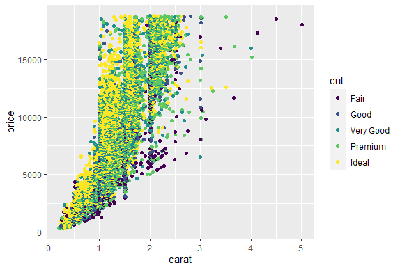 price
15000
10000
5000
0
0
1
2
3
4
5
carat
cut
Fair
Good
Very Good
Premium
Ideal